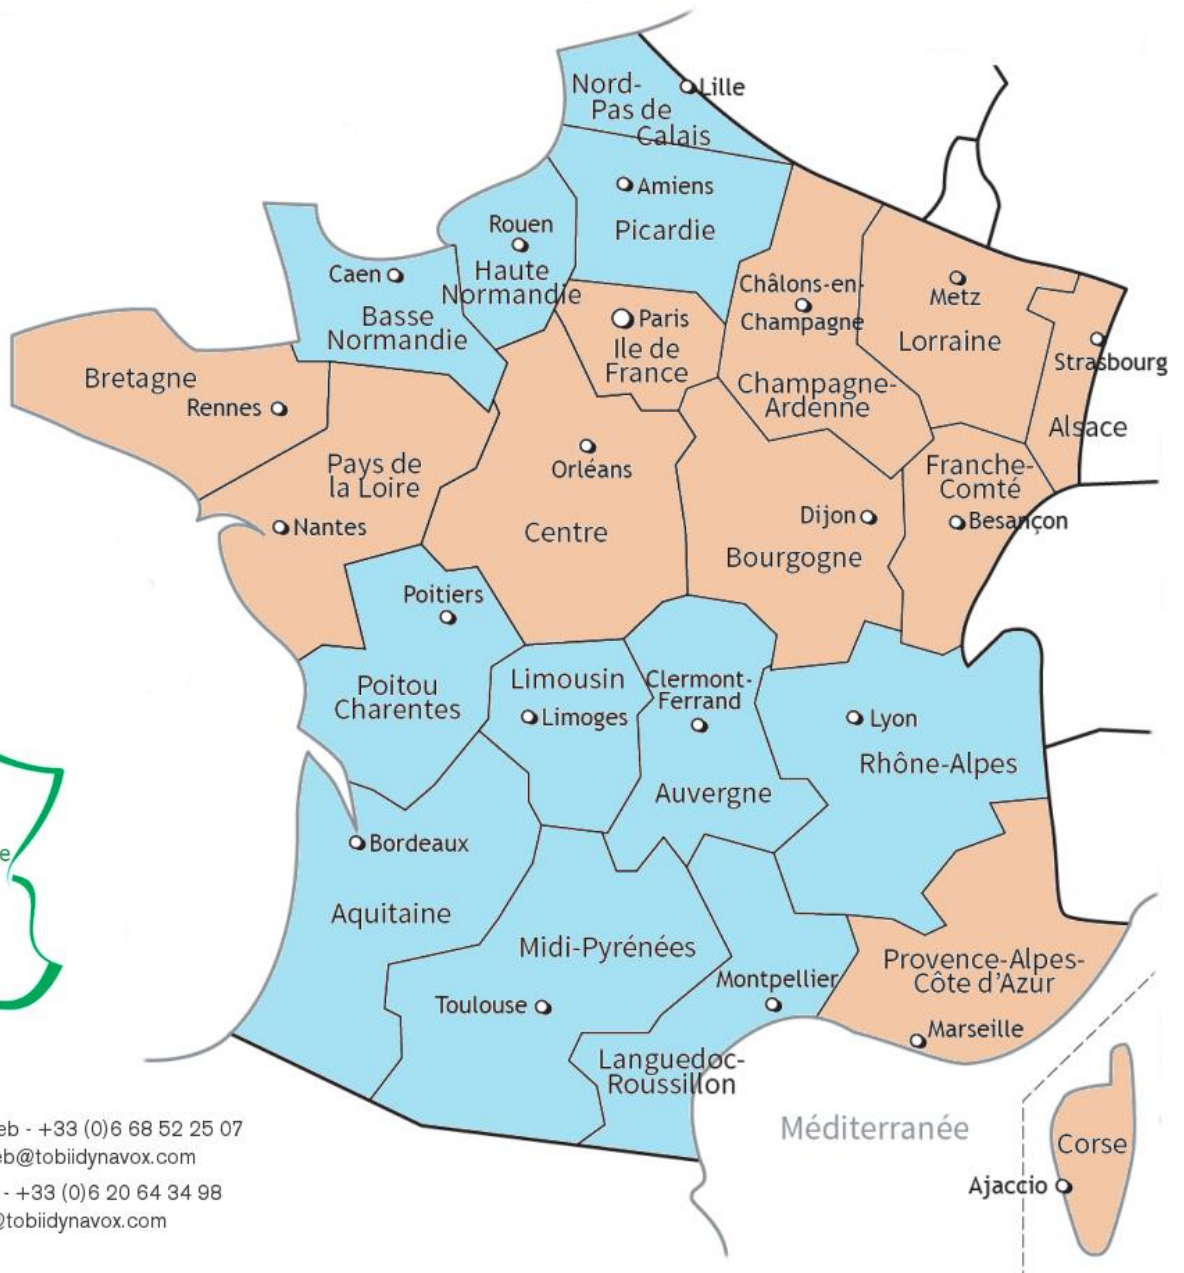 Nord-
Pas de
Calais
Lille
Amiens
Picardie
Rouen
Haute
Normandie
Caen
Basse
Normandie
Châlons-en-
Champagne
Champagne-
Ardenne
Metz
Lorraine
Strasbourg
Alsace
Paris
Ile de
France
Bretagne
Rennes
Pays de
la Loire
Nantes
Orléans
Centre
Dijon
Bourgogne
Franche-
Comté
Besançon
Poitiers
Poitou
Charentes
Limousin
Limoges
Clermont-
Ferrand
Auvergne
Lyon
Rhône-Alpes
Bordeaux
Aquitaine
Midi-Pyrénées
Toulouse
Montpellier
Languedoc-
Roussillon
Provence-Alpes-
Côte d'Azur
Marseille
Méditerranée
Corse
Ajaccio
e
eb - +33 (0)6 68 52 25 07
eb@tobiidynavox.com
- +33 (0)6 20 64 34 98
@tobiidynavox.com